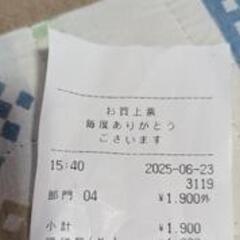 お買上票
毎度ありがとう
ございます
15:40 2025-06-23
3119
部門 04 ¥1,900外
小計 ¥1,900